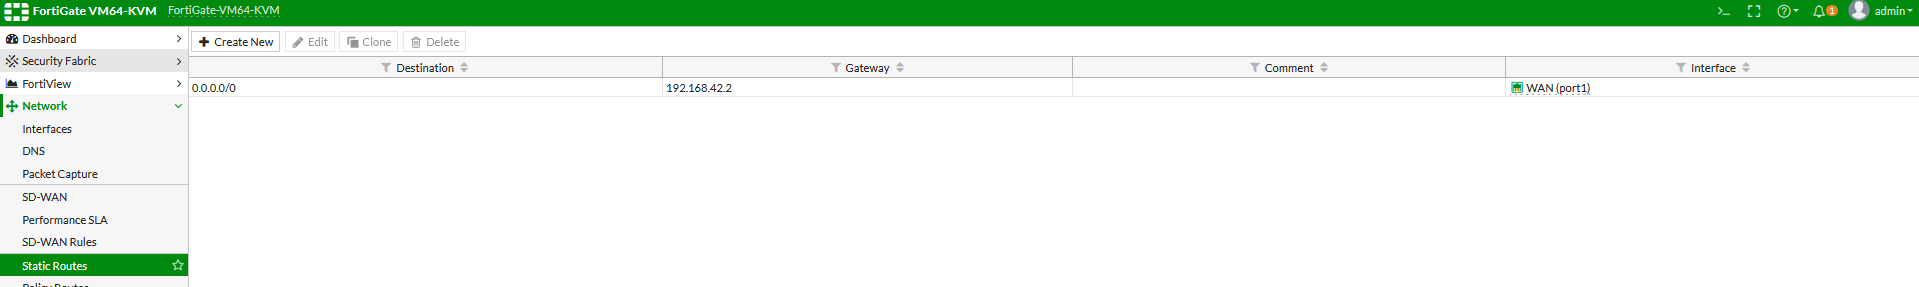 FortiGate VM64-KVM FortiGate-VM64-KVM >_ ? 1 admin
Dashboard
Security Fabric
FortiView
Network
Interfaces
DNS
Packet Capture
SD-WAN
Performance SLA
SD-WAN Rules
Static Routes
Policy Routes
+ Create New Edit Clone Delete
Destination Gateway Comment Interface
0.0.0.0/0 192.168.42.2 WAN (port1)